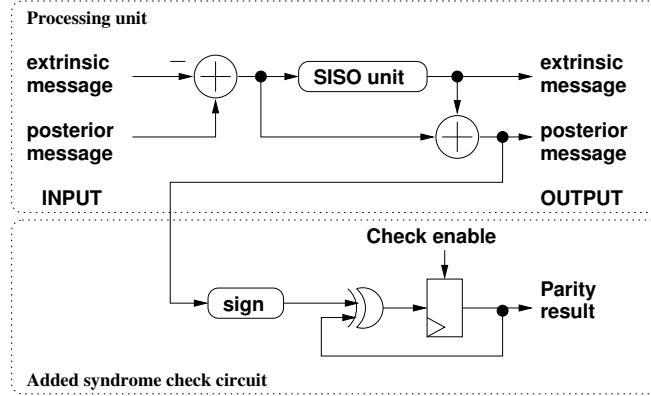 Processing unit
extrinsic message
SISO unit
extrinsic message
posterior message
posterior message
INPUT
OUTPUT
Check enable
sign
Parity result
Added syndrome check circuit